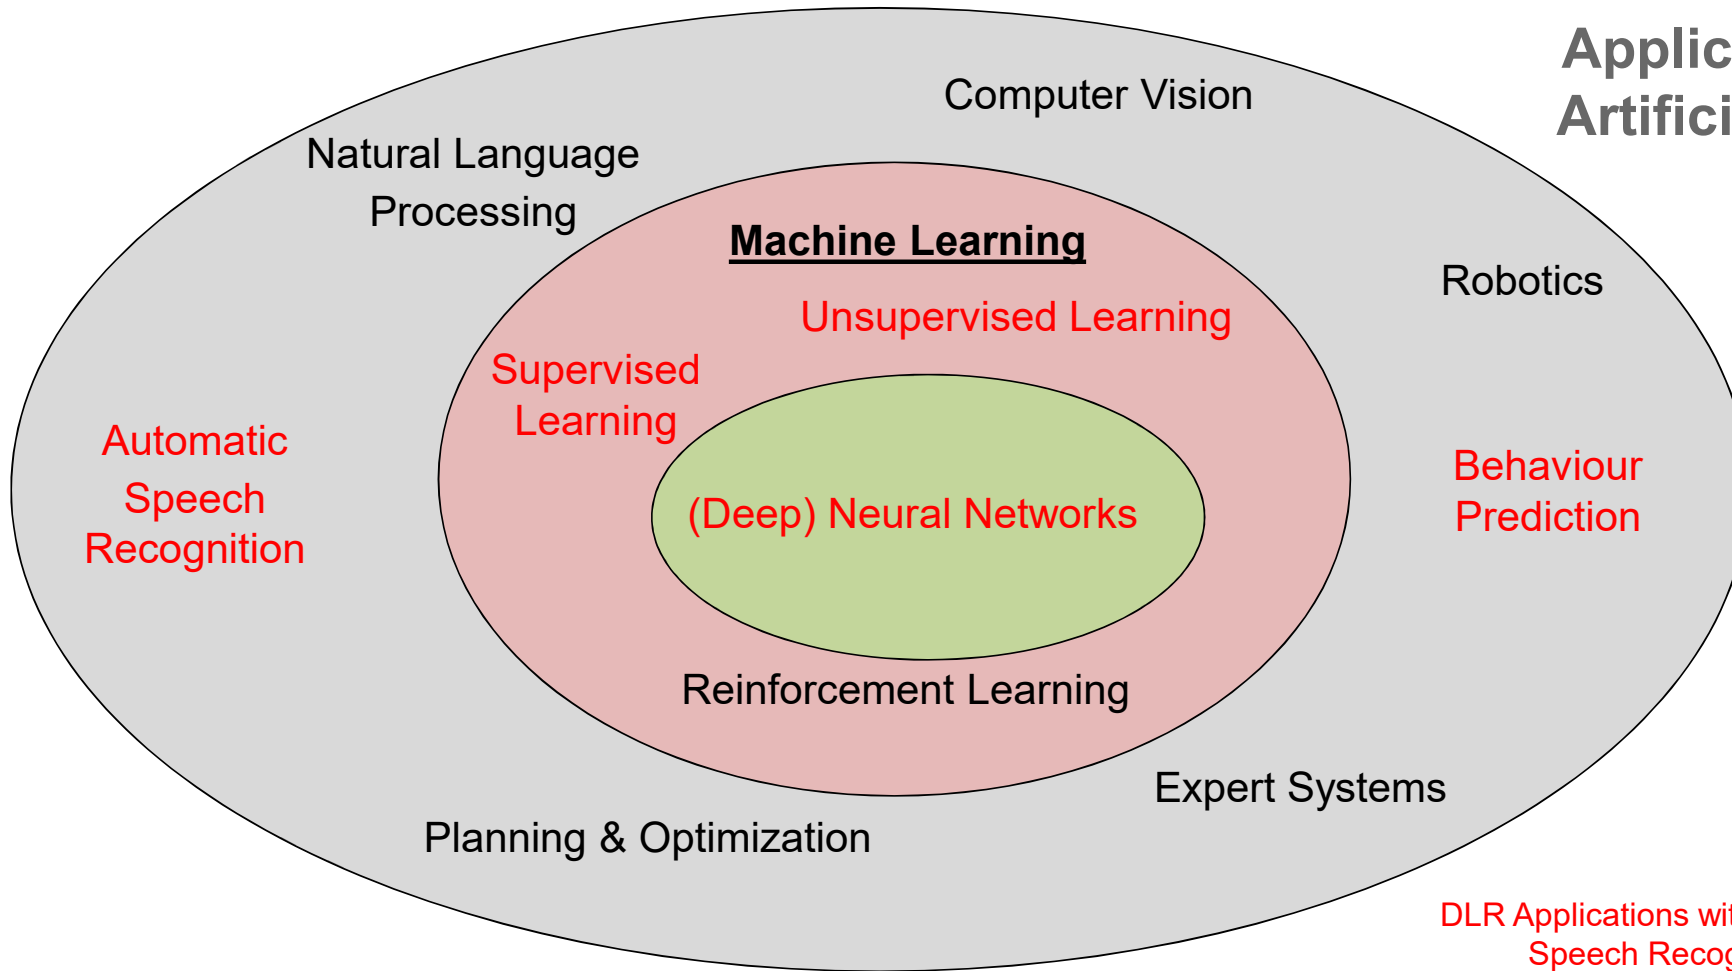 Applic
Artifici
Computer Vision
Natural Language
Processing
Machine Learning
Robotics
Unsupervised Learning
Supervised
Learning
Automatic
Speech
Recognition
Behaviour
Prediction
(Deep) Neural Networks
Reinforcement Learning
Expert Systems
Planning & Optimization
DLR Applications wit
Speech Recog